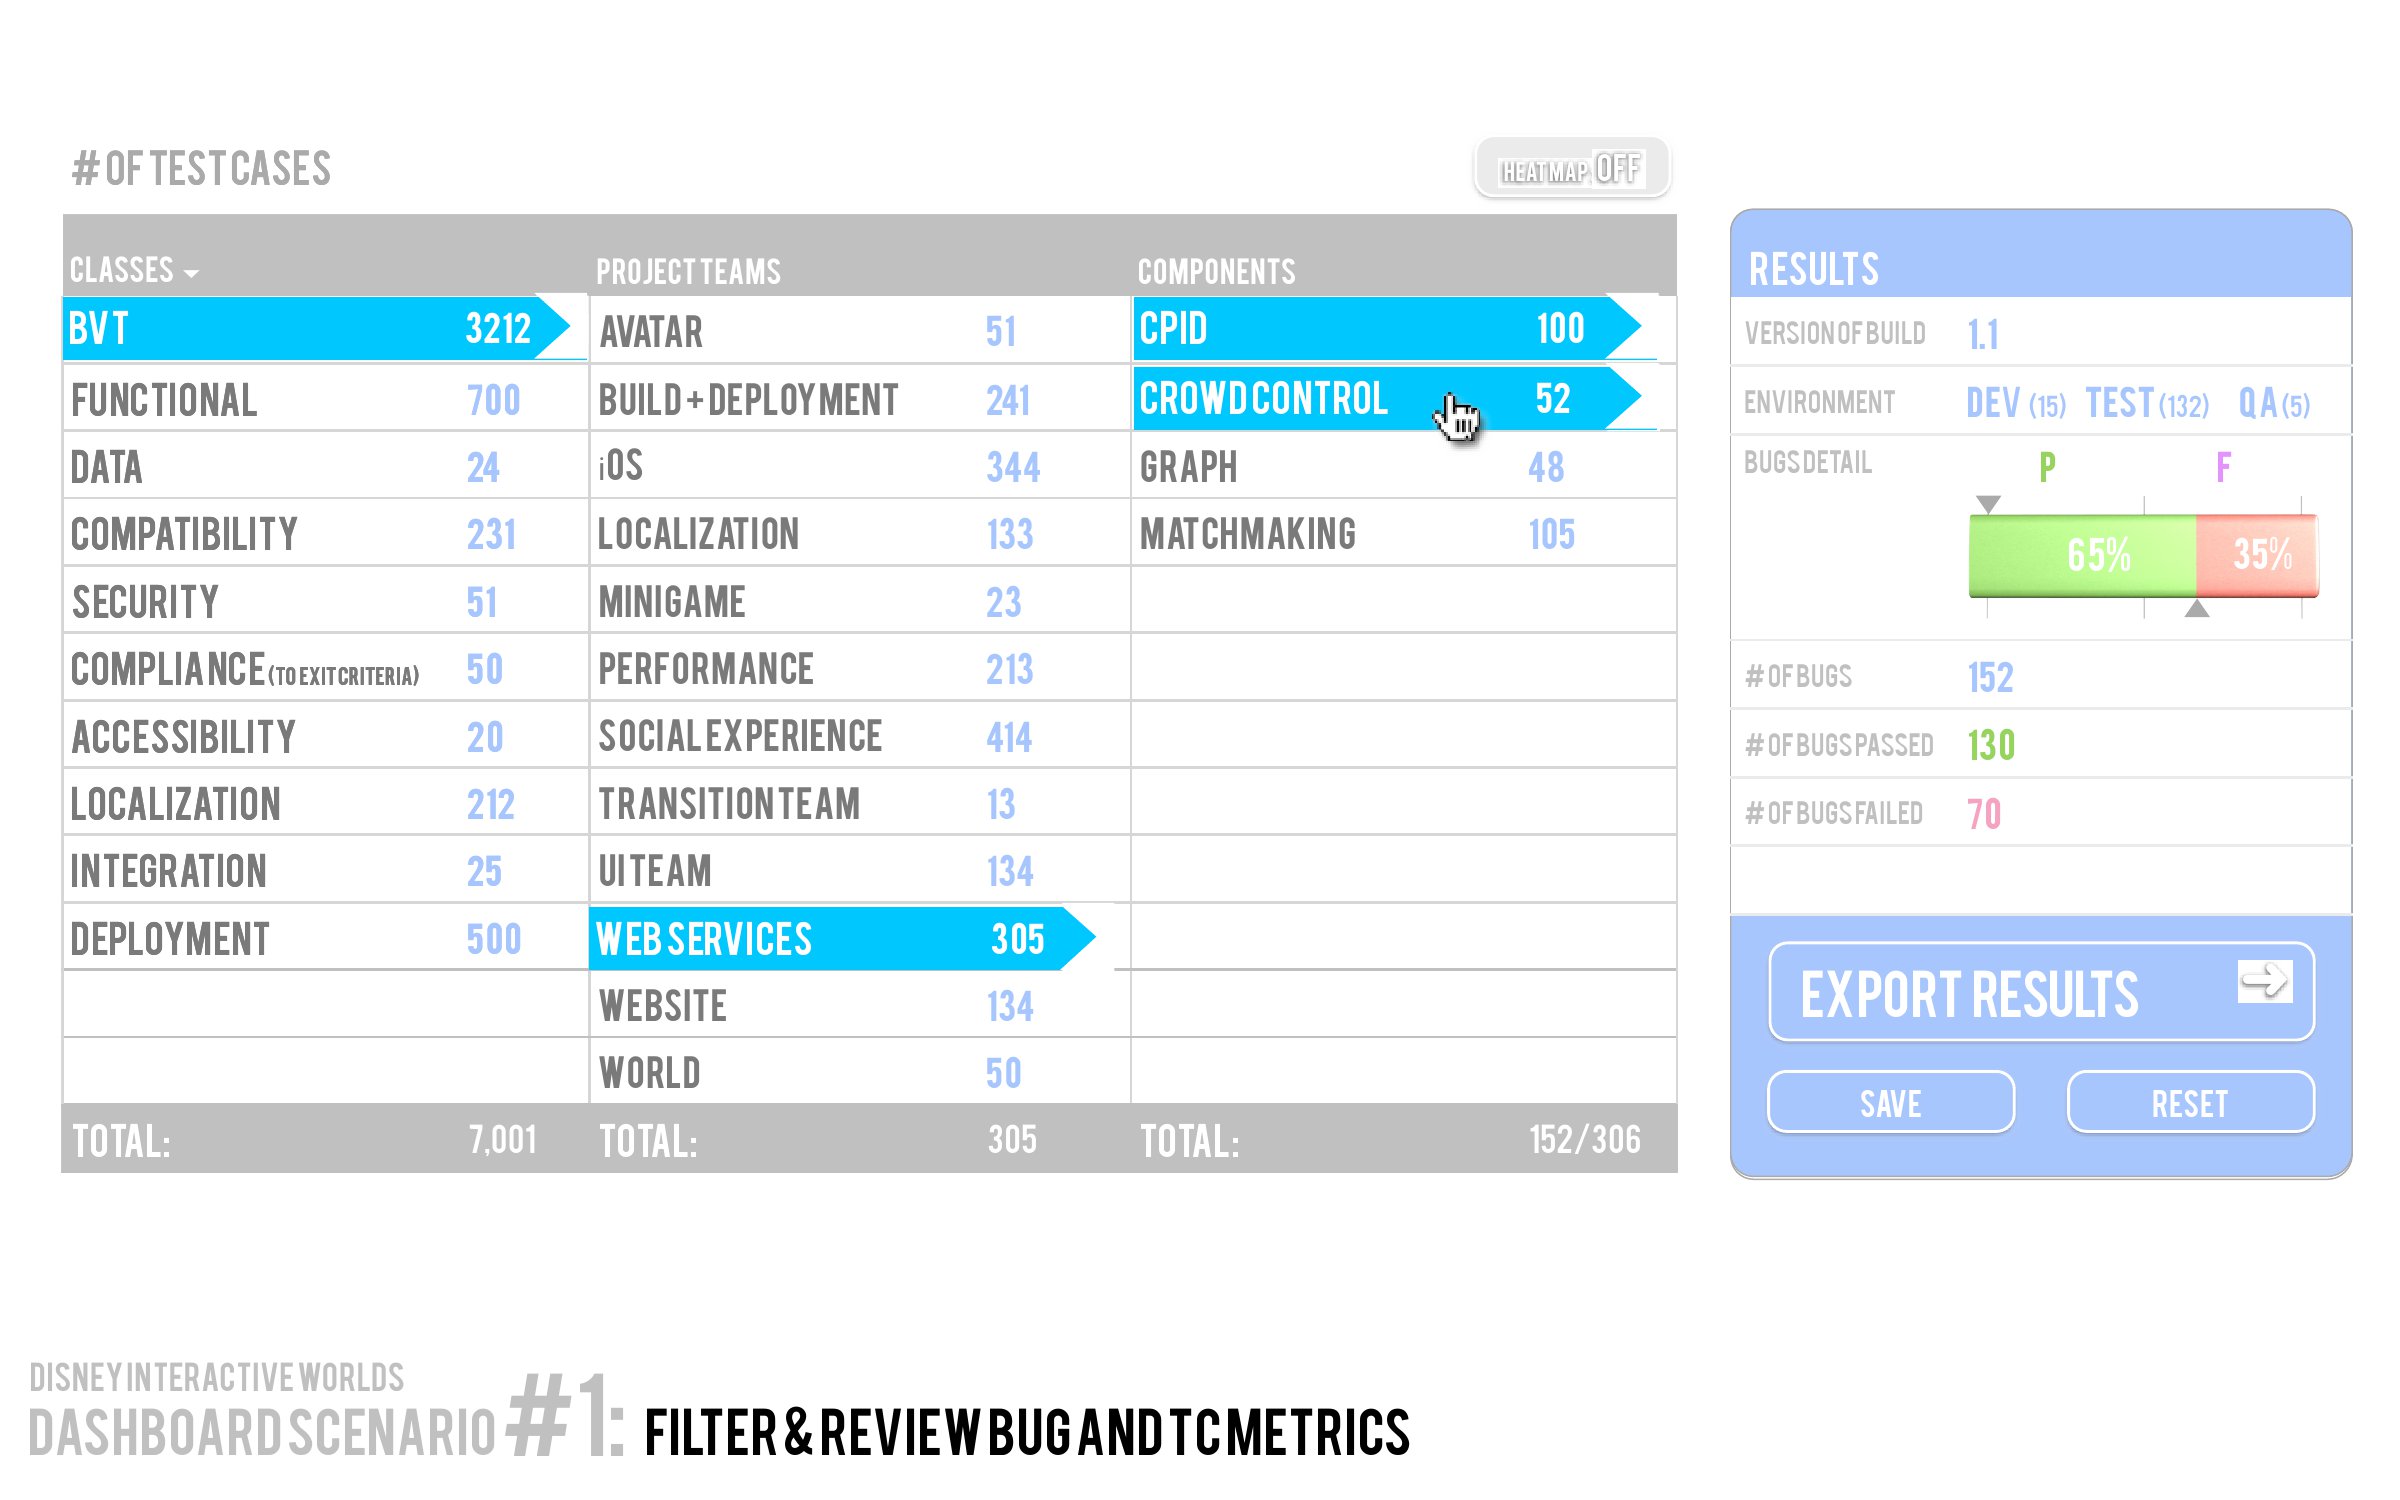 # OF TEST CASES
HEATMAP: OFF
CLASSES PROJECT TEAMS COMPONENTS
BVT 3212 AVATAR 51 CPID 100
FUNCTIONAL 700 BUILD + DEPLOYMENT 241 CROWD CONTROL 52
DATA 24 iOS 344 GRAPH 48
COMPATIBILITY 231 LOCALIZATION 133 MATCHMAKING 105
SECURITY 51 MINIGAME 23
COMPLIANCE (TO EXIT CRITERIA) 50 PERFORMANCE 213
ACCESSIBILITY 20 SOCIAL EXPERIENCE 414
LOCALIZATION 212 TRANSITION TEAM 13
INTEGRATION 25 UI TEAM 134
DEPLOYMENT 500 WEB SERVICES 305
WEBSITE 134
WORLD 50
TOTAL: 7,001 TOTAL: 305 TOTAL: 152/306
RESULTS
VERSION OF BUILD 1.1
ENVIRONMENT DEV (15) TEST (132) QA (5)
BUGS DETAIL P F
65% 35%
# OF BUGS 152
# OF BUGS PASSED 130
# OF BUGS FAILED 70
EXPORT RESULTS
SAVE RESET
DISNEY INTERACTIVE WORLDS
DASHBOARD SCENARIO #1: FILTER & REVIEW BUG AND TC METRICS